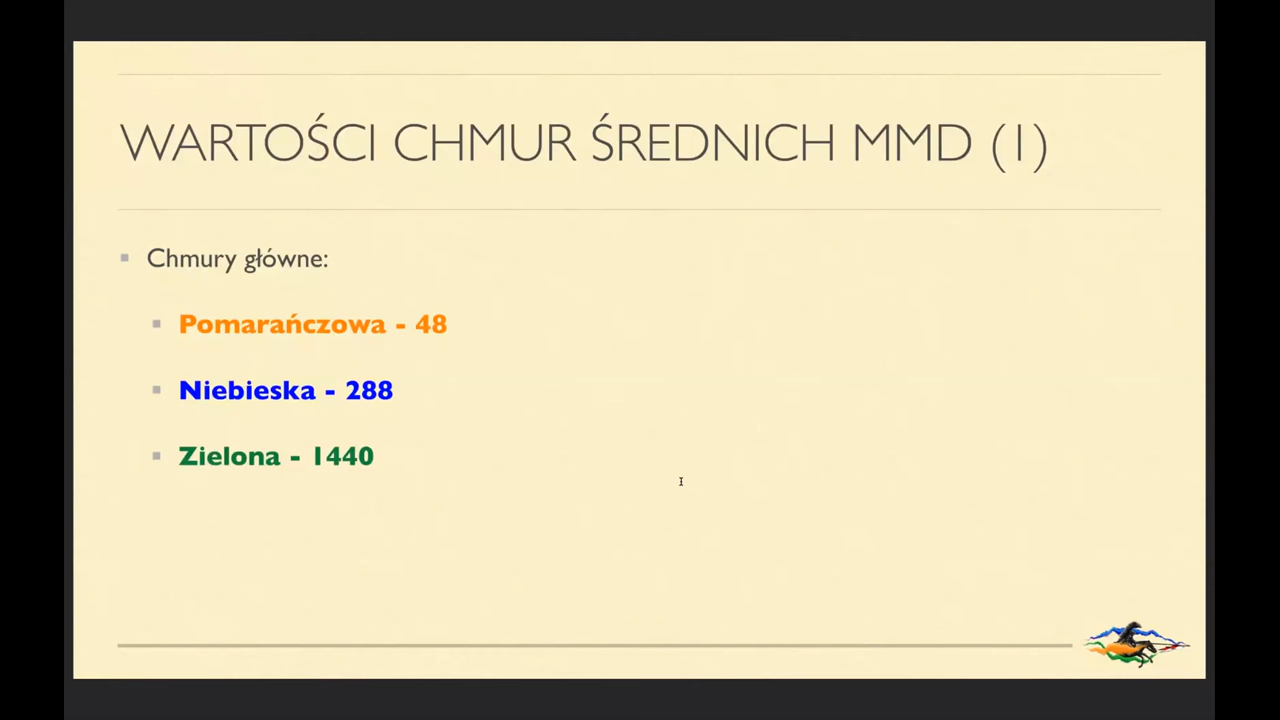 WARTOŚCI CHMUR ŚREDNICH MMD (1)
Chmury główne:
Pomarańczowa - 48
Niebieska - 288
Zielona - 1440